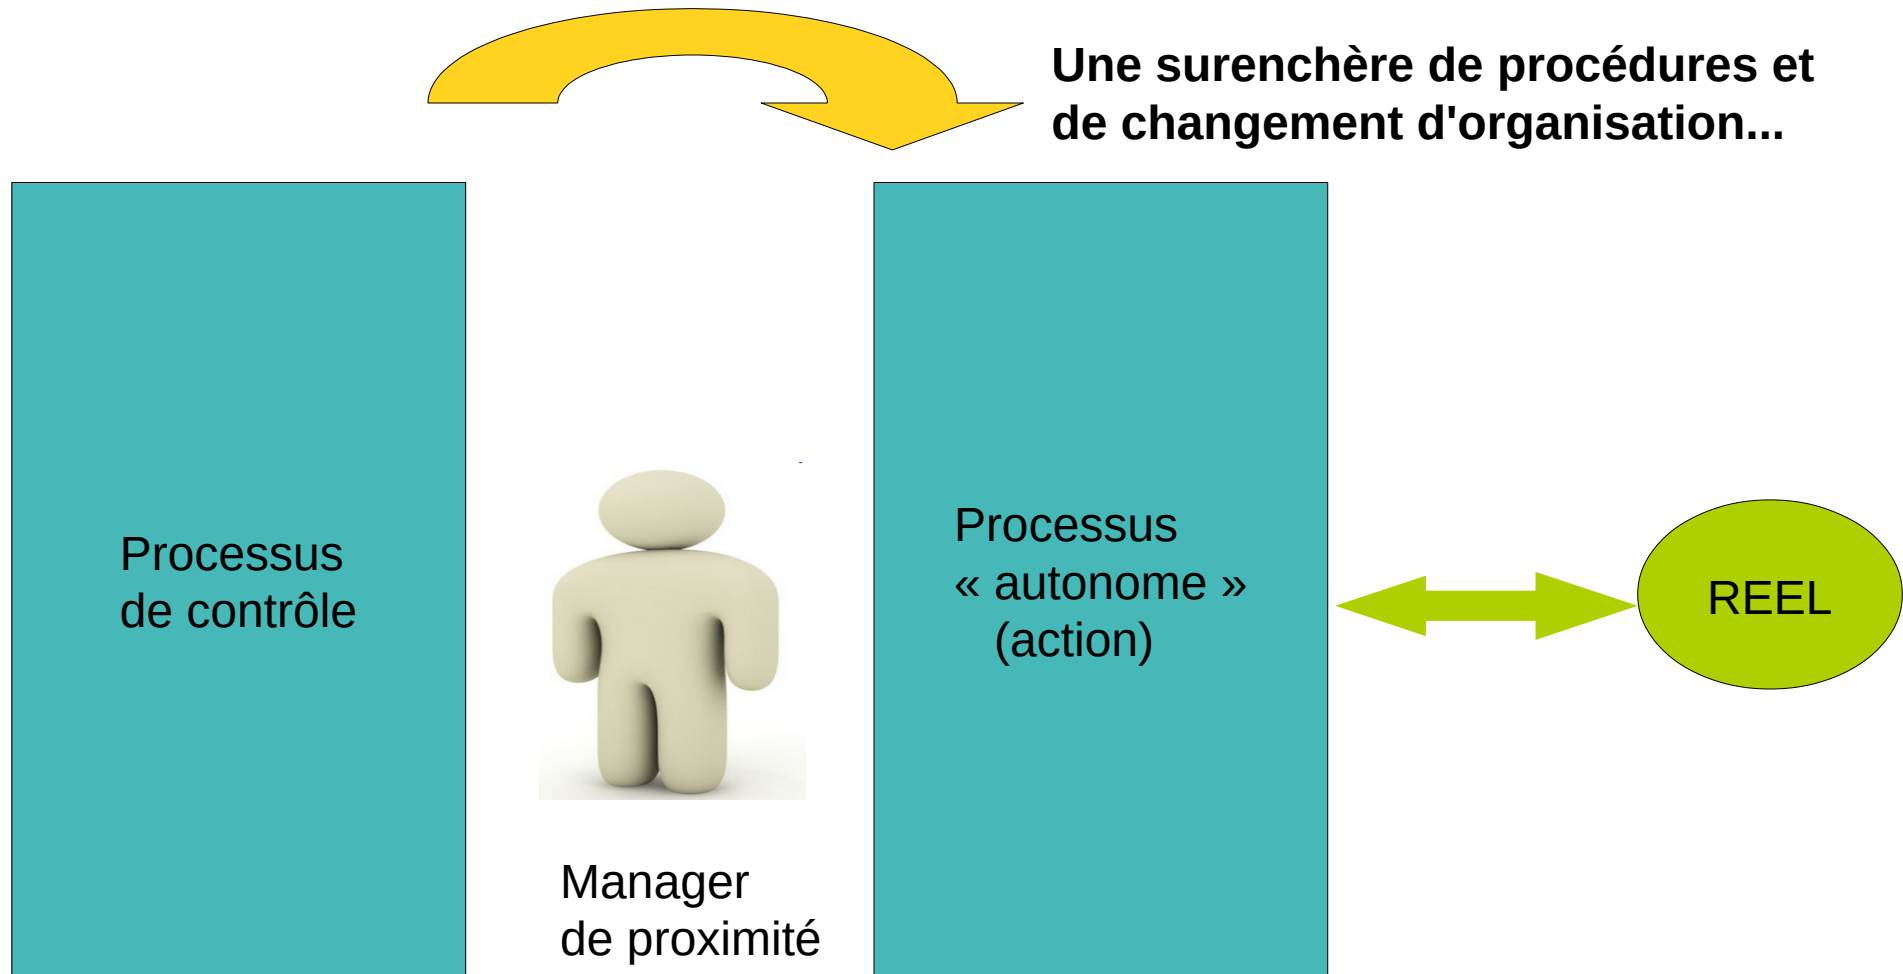 Une surenchère de procédures et
de changement d'organisation...
Processus
de contrôle
Manager
de proximité
Processus
« autonome »
(action)
REEL